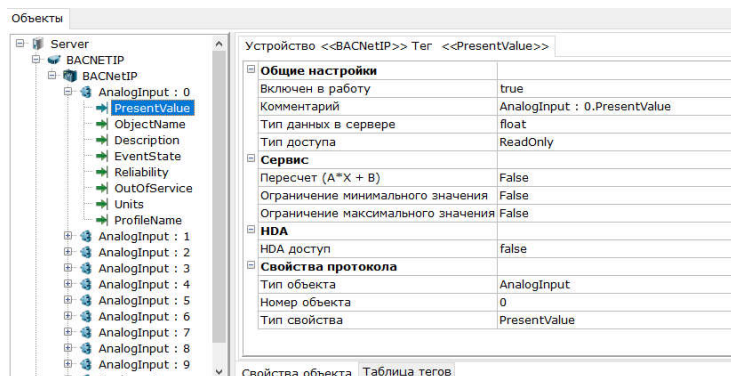 Объекты
Server
BACNETIP
BACNetIP
AnalogInput : 0
PresentValue
ObjectName
Description
EventState
Reliability
OutOfService
Units
ProfileName
AnalogInput : 1
AnalogInput : 2
AnalogInput : 3
AnalogInput : 4
AnalogInput : 5
AnalogInput : 6
AnalogInput : 7
AnalogInput : 8
AnalogInput : 9
Устройство <<BACNetIP>> Тег <<PresentValue>>
Общие настройки
Включен в работу true
Комментарий AnalogInput : 0.PresentValue
Тип данных в сервере float
Тип доступа ReadOnly
Сервис
Пересчет (A*X + B) False
Ограничение минимального значения False
Ограничение максимального значения False
HDA
HDA доступ false
Свойства протокола
Тип объекта AnalogInput
Номер объекта 0
Тип свойства PresentValue
Свойства объекта Таблица тегов